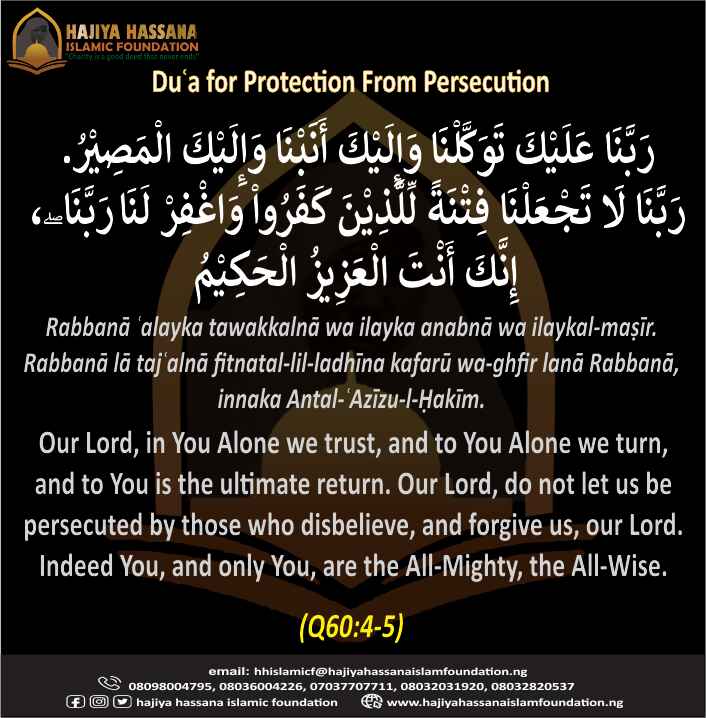 HAJIYA HASSANA
ISLAMIC FOUNDATION
"Charity is a good deed that never ends"
Duʿa for Protection From Persecution
رَبَّنَا عَلَيْكَ تَوَكَّلْنَا وَإِلَيْكَ أَنَبْنَا وَإِلَيْكَ الْمَصِيْرُ.
رَبَّنَا لَا تَجْعَلْنَا فِتْنَةً لِّلَّذِيْنَ كَفَرُواْ وَاغْفِرْ لَنَا رَبَّنَا ۖ،
إِنَّكَ أَنْتَ الْعَزِيزُ الْحَكِيْمُ
Rabbanā ʿalayka tawakkalnā wa ilayka anabnā wa ilaykal-maṣīr.
Rabbanā lā tajʿalnā fitnatal-lil-ladhīna kafarū wa-ghfir lanā Rabbanā,
innaka Antal-ʿAzīzu-l-Ḥakīm.
Our Lord, in You Alone we trust, and to You Alone we turn,
and to You is the ultimate return. Our Lord, do not let us be
persecuted by those who disbelieve, and forgive us, our Lord.
Indeed You, and only You, are the All-Mighty, the All-Wise.
(Q60:4-5)
email: hhislamicf@hajiyahassanaislamfoundation.ng
08098004795, 08036004226, 07037707711, 08032031920, 08032820537
hajiya hassana islamic foundation www.hajiyahassanaislamfoundation.ng